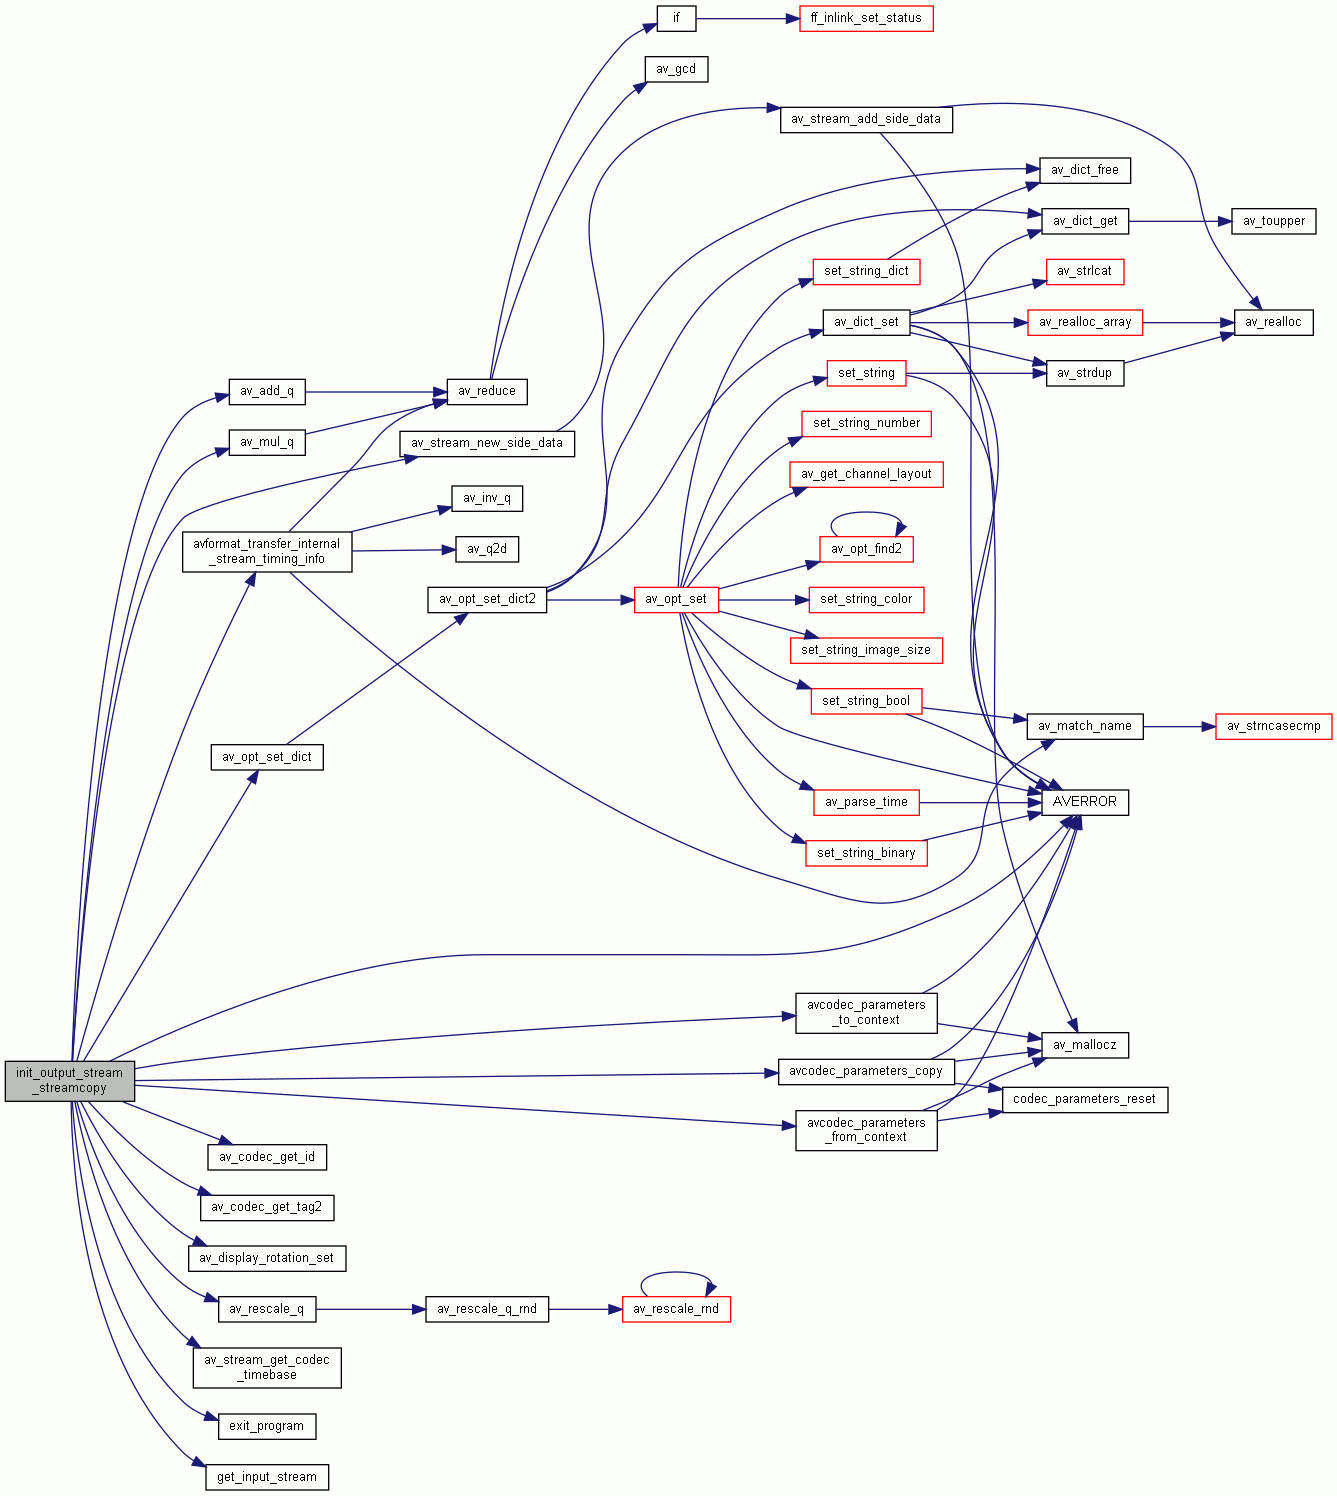 if
ff_inlink_set_status
av_gcd
av_stream_add_side_data
av_dict_free
av_dict_get
av_toupper
set_string_dict
av_strlcat
av_dict_set
av_realloc_array
av_realloc
set_string
av_strdup
av_add_q
av_reduce
set_string_number
av_mul_q
av_stream_new_side_data
av_get_channel_layout
av_inv_q
avformat_transfer_internal
_stream_timing_info
av_q2d
av_opt_find2
av_opt_set_dict2
av_opt_set
set_string_color
set_string_image_size
set_string_bool
av_match_name
av_strncasecmp
av_opt_set_dict
av_parse_time
AVERROR
set_string_binary
avcodec_parameters
_to_context
av_mallocz
init_output_stream
_streamcopy
avcodec_parameters_copy
codec_parameters_reset
avcodec_parameters
_from_context
av_codec_get_id
av_codec_get_tag2
av_display_rotation_set
av_rescale_q
av_rescale_q_rnd
av_rescale_rnd
av_stream_get_codec
_timebase
exit_program
get_input_stream